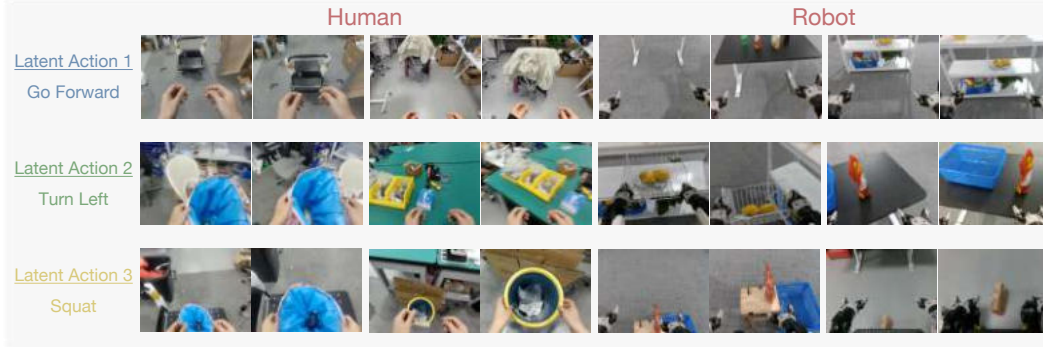 Human
Robot
Latent Action 1
Go Forward
Latent Action 2
Turn Left
Latent Action 3
Squat